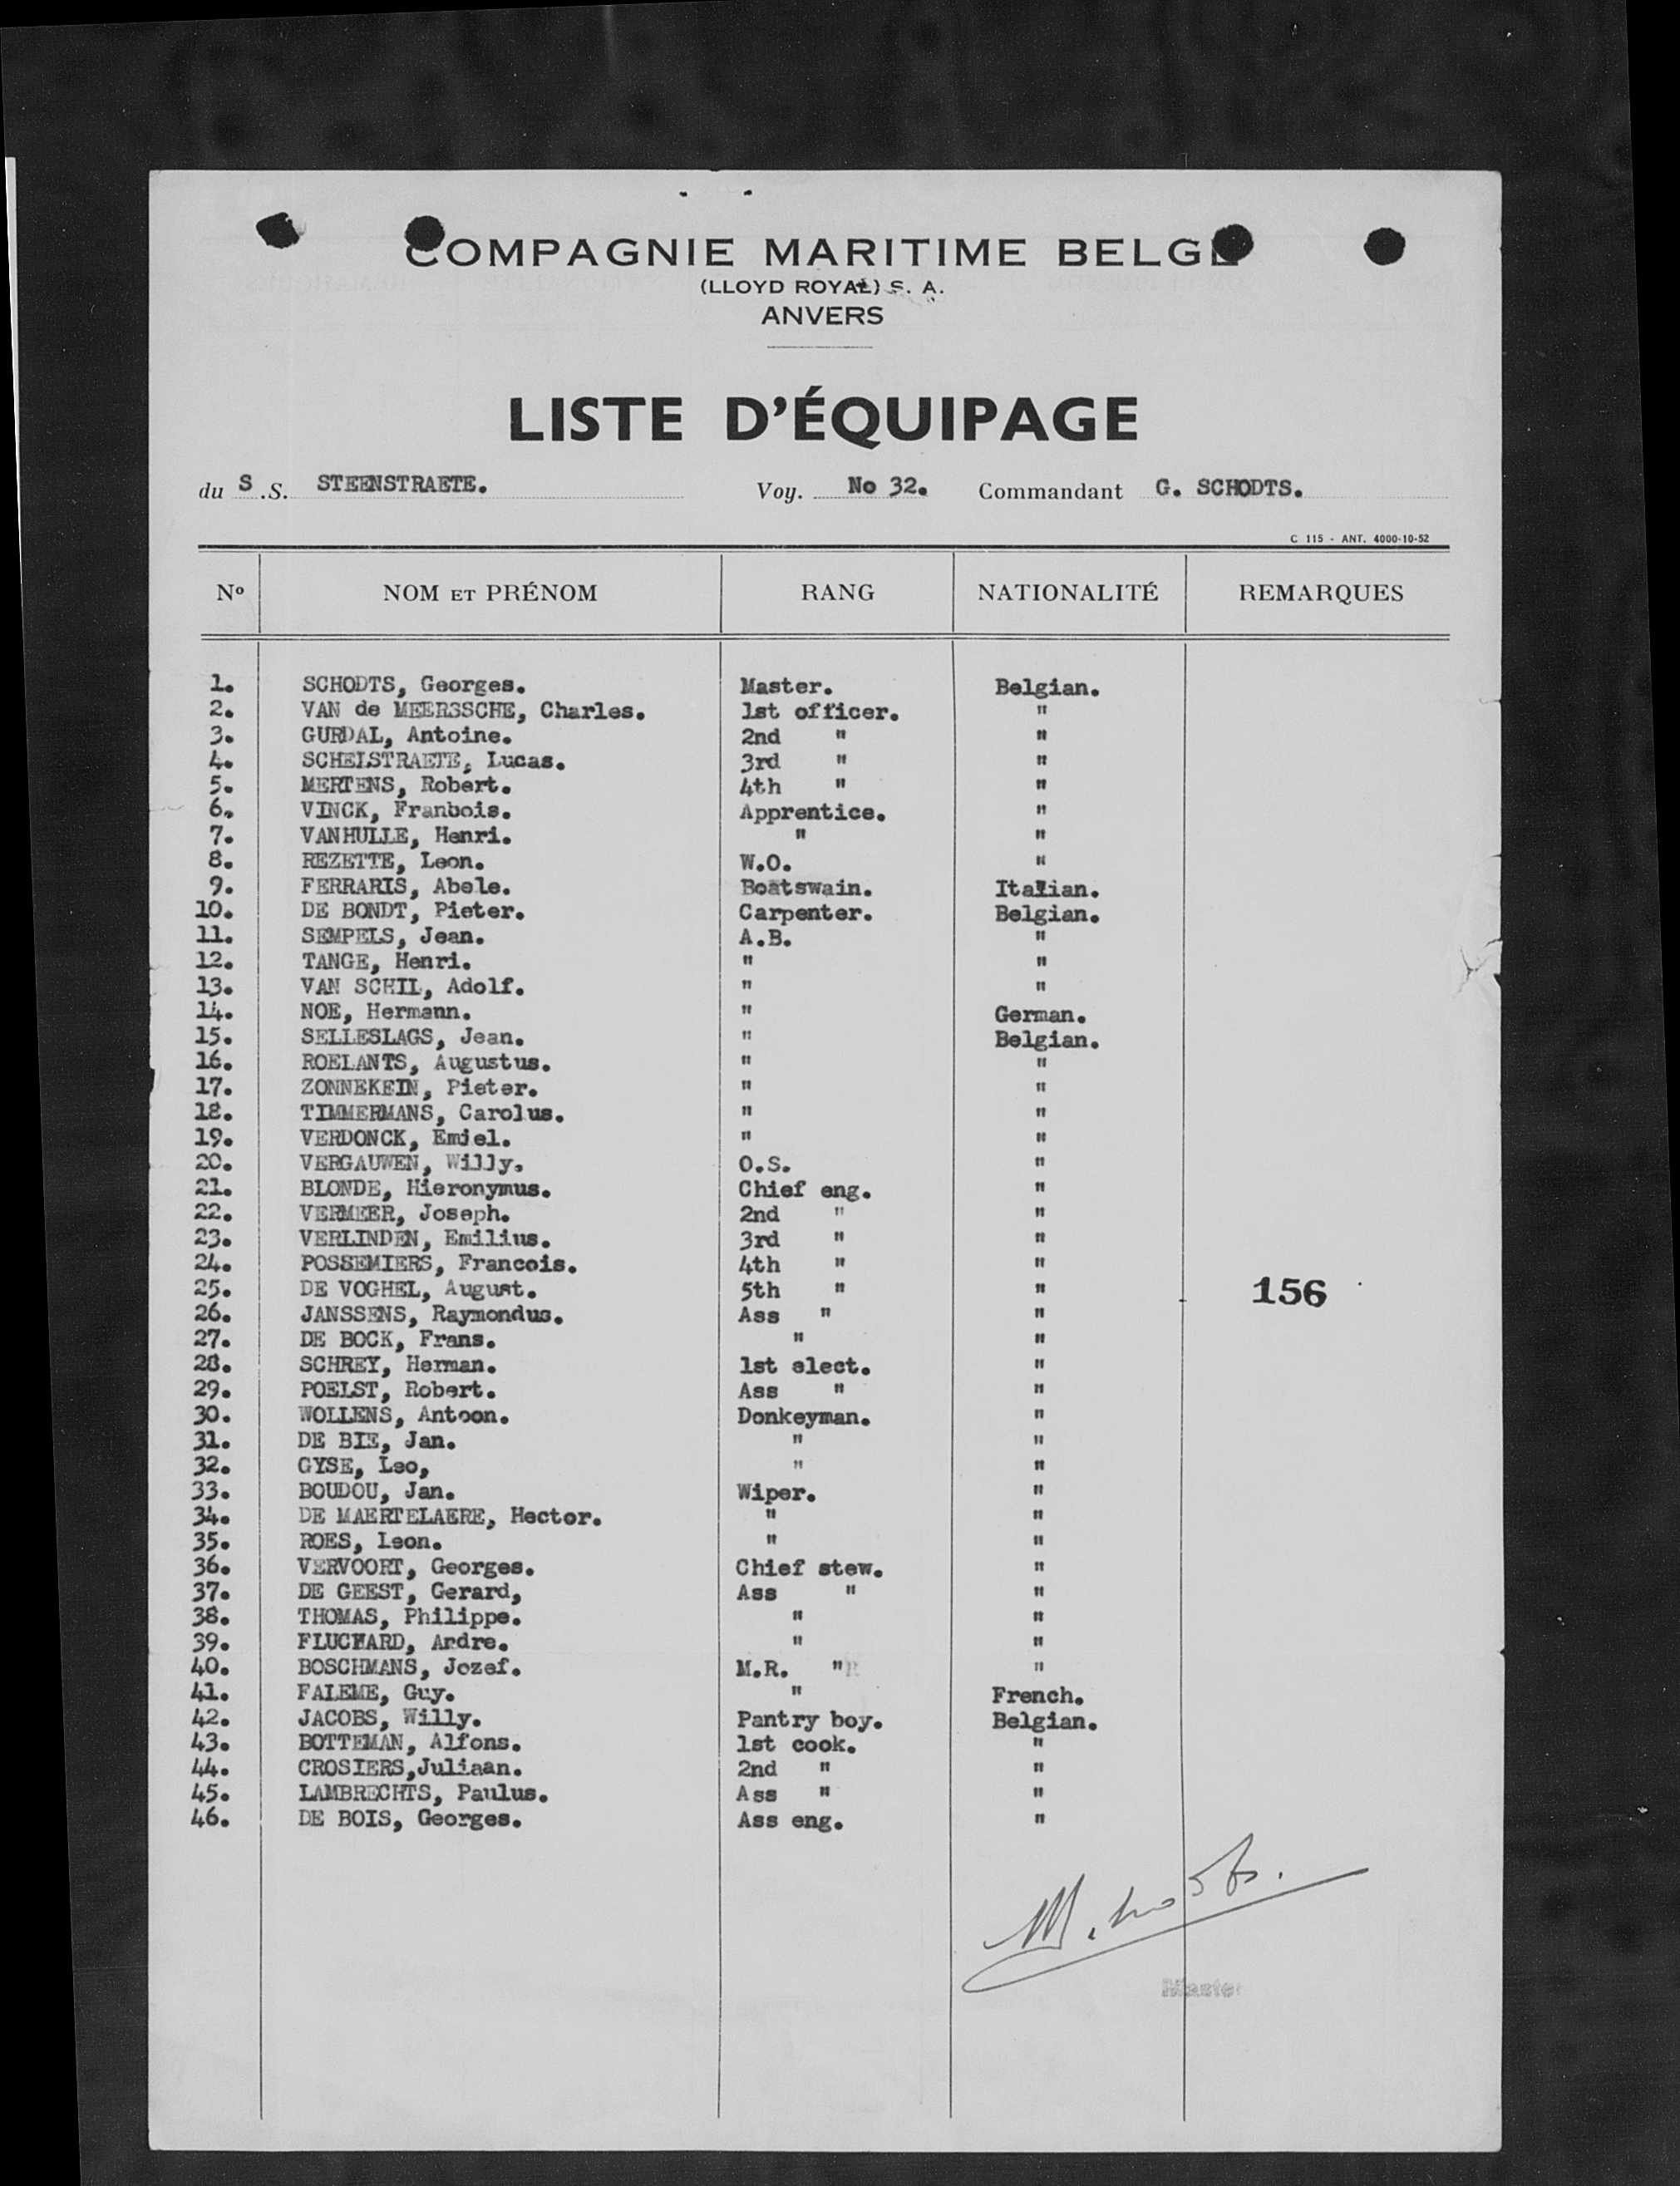 COMPAGNIE MARITIME BELGE
(LLOYD ROYAL) S. A.
ANVERS
LISTE D'ÉQUIPAGE
du S.S. STEENSTRAETE. Voy. No 32. Commandant G. SCHODTS.
C 115 - ANT. 4000-10-52
Nº NOM ET PRÉNOM RANG NATIONALITÉ REMARQUES
1. SCHODTS, Georges. Master. Belgian.
2. VAN de MEERSSCHE, Charles. 1st officer. "
3. GURDAL, Antoine. 2nd " "
4. SCHELSTRAETE, Lucas. 3rd " "
5. MERTENS, Robert. 4th " "
6. VINCK, Franbois. Apprentice. "
7. VANHULLE, Henri. " "
8. REZETTE, Leon. W.O. "
9. FERRARIS, Abele. Boatswain. Italian.
10. DE BONDT, Pieter. Carpenter. Belgian.
11. SEMPELS, Jean. A.B. "
12. TANGE, Henri. " "
13. VAN SCHIL, Adolf. " "
14. NOE, Hermann. " German.
15. SELLESLAGS, Jean. " Belgian.
16. ROELANTS, Augustus. " "
17. ZONNEKEIN, Pieter. " "
18. TIMMERMANS, Carolus. " "
19. VERDONCK, Emiel. " "
20. VERGAUWEN, Willy. O.S. "
21. BLONDE, Hieronymus. Chief eng. "
22. VERMEER, Joseph. 2nd " "
23. VERLINDEN, Emilius. 3rd " "
24. POSSEMIERS, Francois. 4th " "
25. DE VOGHEL, August. 5th " " 156
26. JANSSENS, Raymondus. Ass " "
27. DE BOCK, Frans. " "
28. SCHREY, Herman. 1st elect. "
29. POELST, Robert. Ass " "
30. WOLLENS, Antoon. Donkeyman. "
31. DE BIE, Jan. " "
32. GYSE, Leo, " "
33. BOUDOU, Jan. Wiper. "
34. DE MAERTELAERE, Hector. " "
35. ROES, Leon. " "
36. VERVOORT, Georges. Chief stew. "
37. DE GEEST, Gerard, Ass " "
38. THOMAS, Philippe. " "
39. FLUCHARD, Andre. " "
40. BOSCHMANS, Jozef. M.R. " "
41. FALEME, Guy. " French.
42. JACOBS, Willy. Pantry boy. Belgian.
43. BOTTEMAN, Alfons. 1st cook. "
44. CROSIERS,Juliaan. 2nd " "
45. LAMBRECHTS, Paulus. Ass " "
46. DE BOIS, Georges. Ass eng. "
Master